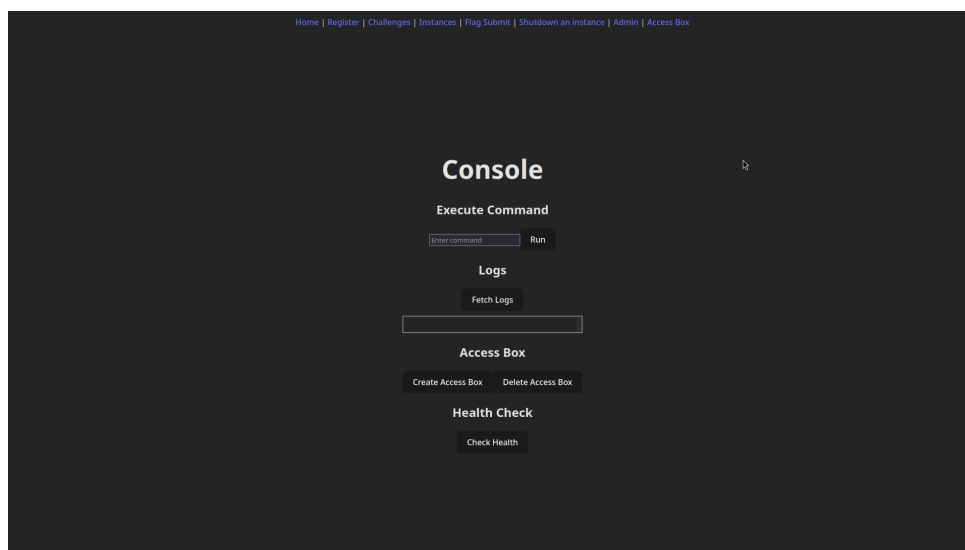 Home | Register | Challenges | Instances | Flag Submit | Shutdown an instance | Admin | Access Box
Console
Execute Command
Enter command Run
Logs
Fetch Logs
Access Box
Create Access Box Delete Access Box
Health Check
Check Health